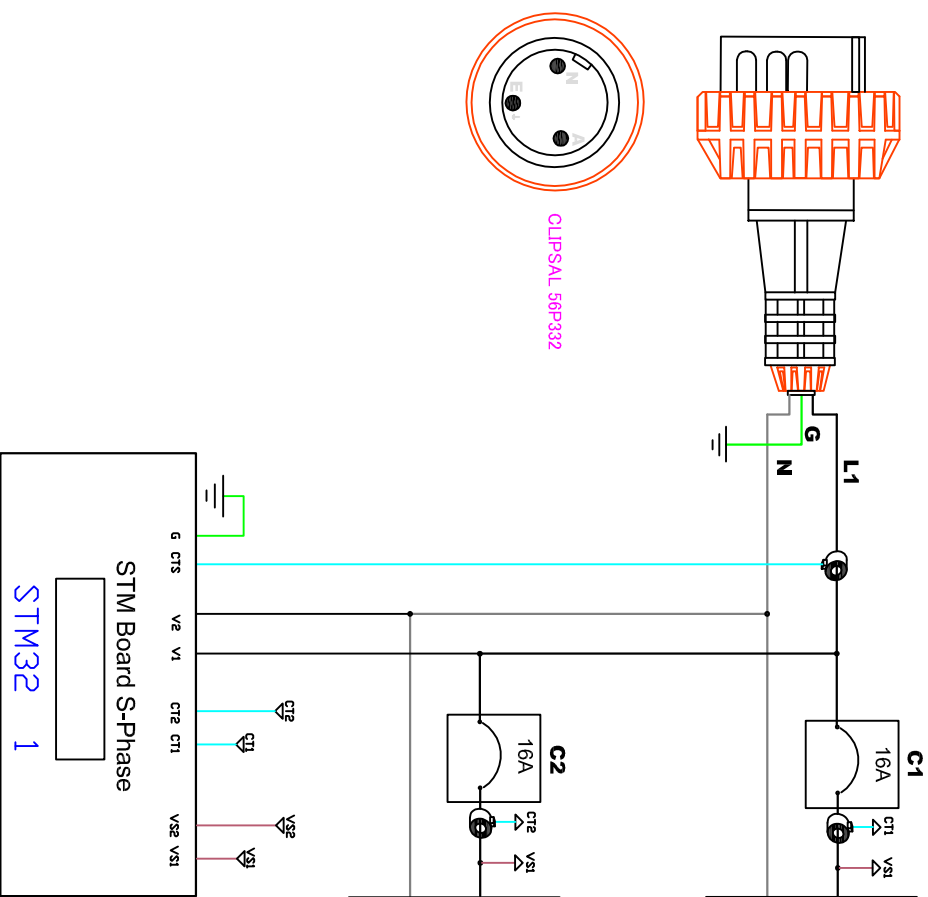 N
E
A
CLIPSAL 56P332
G
N
L1
G
CTS
V2
V1
CT2
CT1
VS2
VS1
STM Board S-Phase
STM32 1
CT2
CT1
VS2
VS1
C2
16A
CT2
VS1
C1
16A
CT1
VS1